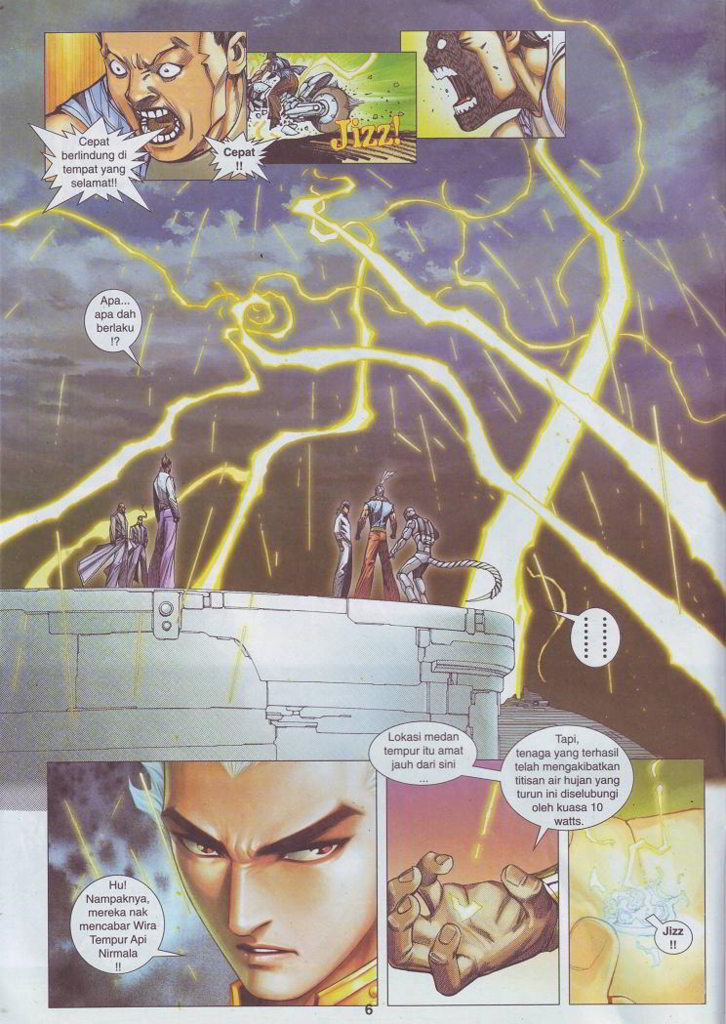 Cepat
berlindung di
tempat yang
selamat!!
Cepat
!!
Jizz!
Apa...
apa dah
berlaku
!?
Lokasi medan
tempur itu amat
jauh dari sini
...
Tapi,
tenaga yang terhasil
telah mengakibatkan
titisan air hujan yang
turun ini diselubungi
oleh kuasa 10
watts.
Hu!
Nampaknya,
mereka nak
mencabar Wira
Tempur Api
Nirmala
!!
Jizz
!!
6